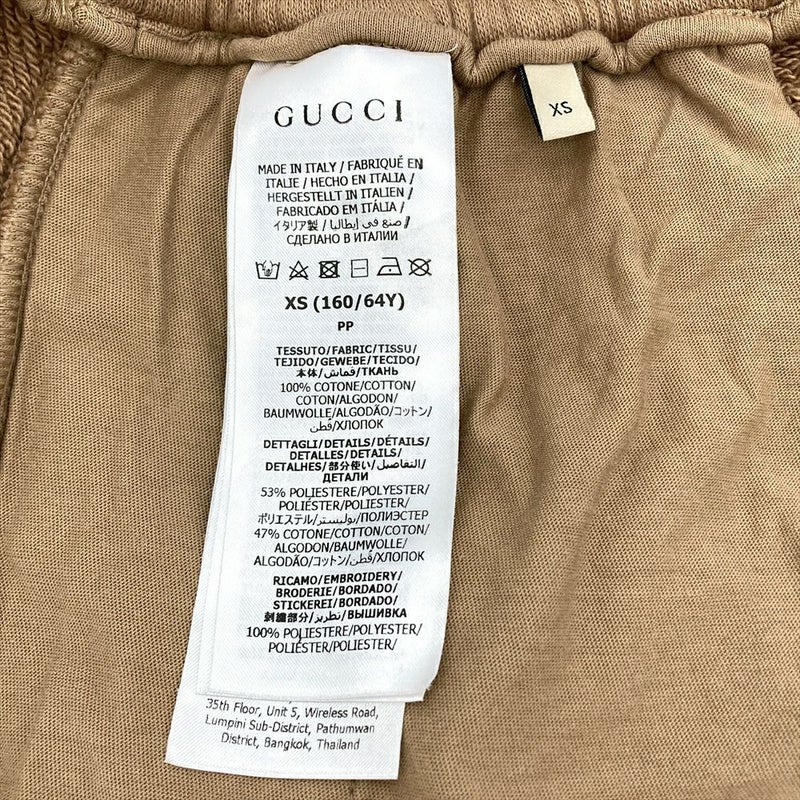 GUCCI
XS
MADE IN ITALY / FABRIQUÉ EN
ITALIE / HECHO EN ITALIA /
HERGESTELLT IN ITALIEN /
FABRICADO EM ITÁLIA /
イタリア製 / صنع في إيطاليا /
СДЕЛАНО В ИТАЛИИ
XS (160/64Y)
PP
TESSUTO/FABRIC/TISSU/
TEJIDO/GEWEBE/TECIDO/
本体/قماش/ТКАНЬ
100% COTONE/COTTON/
COTON/ALGODON/
BAUMWOLLE/ALGODÃO/コットン/
قطن/ХЛОПОК
DETTAGLI/DETAILS/DÉTAILS/
DETALLES/DETAILS/
DETALHES/部分使い/التفاصيل/
ДЕТАЛИ
53% POLIESTERE/POLYESTER/
POLIÉSTER/POLIESTER/
ポリエステル/بوليستر/ПОЛИЭСТЕР
47% COTONE/COTTON/COTON/
ALGODON/BAUMWOLLE/
ALGODÃO/コットン/قطن/ХЛОПОК
RICAMO/EMBROIDERY/
BRODERIE/BORDADO/
STICKEREI/BORDADO/
刺繍部分/تطريز/ВЫШИВКА
100% POLIESTERE/POLYESTER/
POLIÉSTER/POLIESTER/
35th Floor, Unit 5, Wireless Road,
Lumpini Sub-District, Pathumwan
District, Bangkok, Thailand